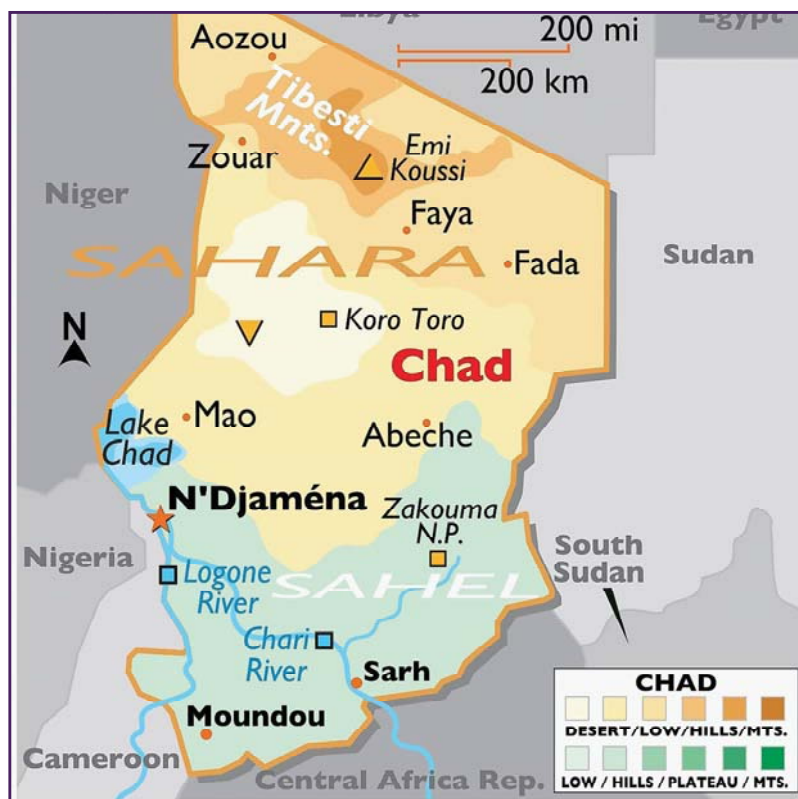 Libya
Egypt
200 mi
200 km
Aozou
Tibesti
Mnts.
Zouar
Emi
Koussi
Niger
Faya
SAHARA
Fada
Sudan
N
Koro Toro
Chad
Lake
Chad
Mao
Abeche
N'Djaména
Zakouma
N.P.
Nigeria
South
Sudan
Logone
River
SAHEL
Chari
River
Sarh
Moundou
Cameroon
Central Africa Rep.
CHAD
DESERT/LOW/HILLS/MTS.
LOW / HILLS / PLATEAU / MTS.